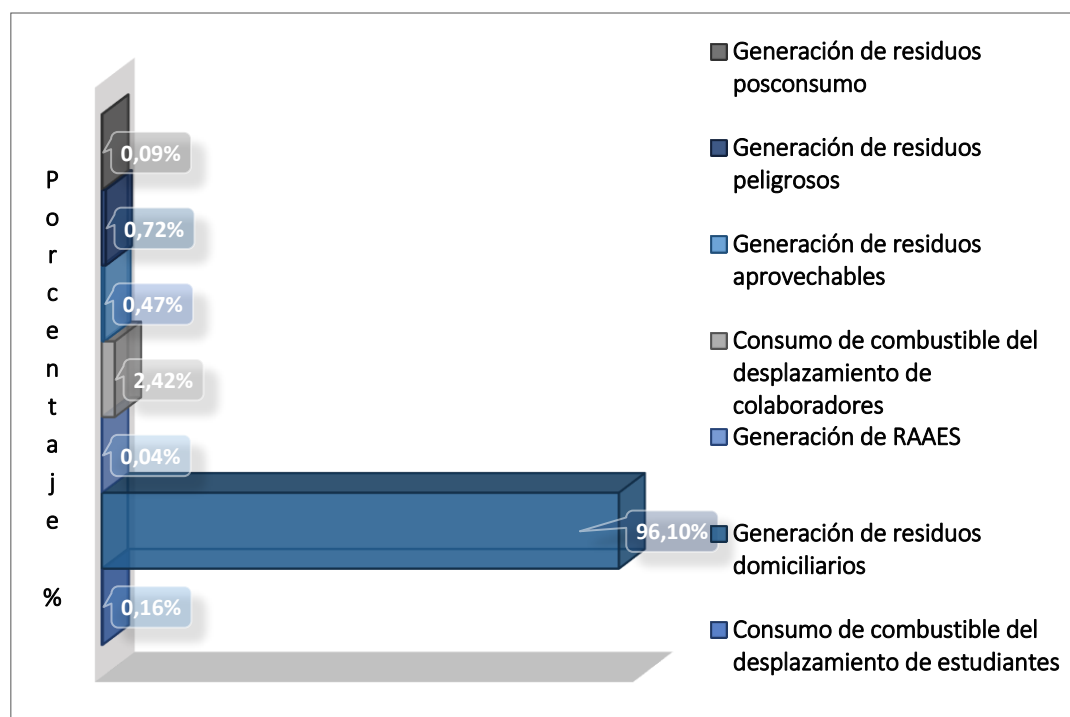 Porcentaje %
0,09%
0,72%
0,47%
2,42%
0,04%
96,10%
0,16%
Generación de residuos
posconsumo
Generación de residuos
peligrosos
Generación de residuos
aprovechables
Consumo de combustible del
desplazamiento de
colaboradores
Generación de RAAES
Generación de residuos
domiciliarios
Consumo de combustible del
desplazamiento de estudiantes